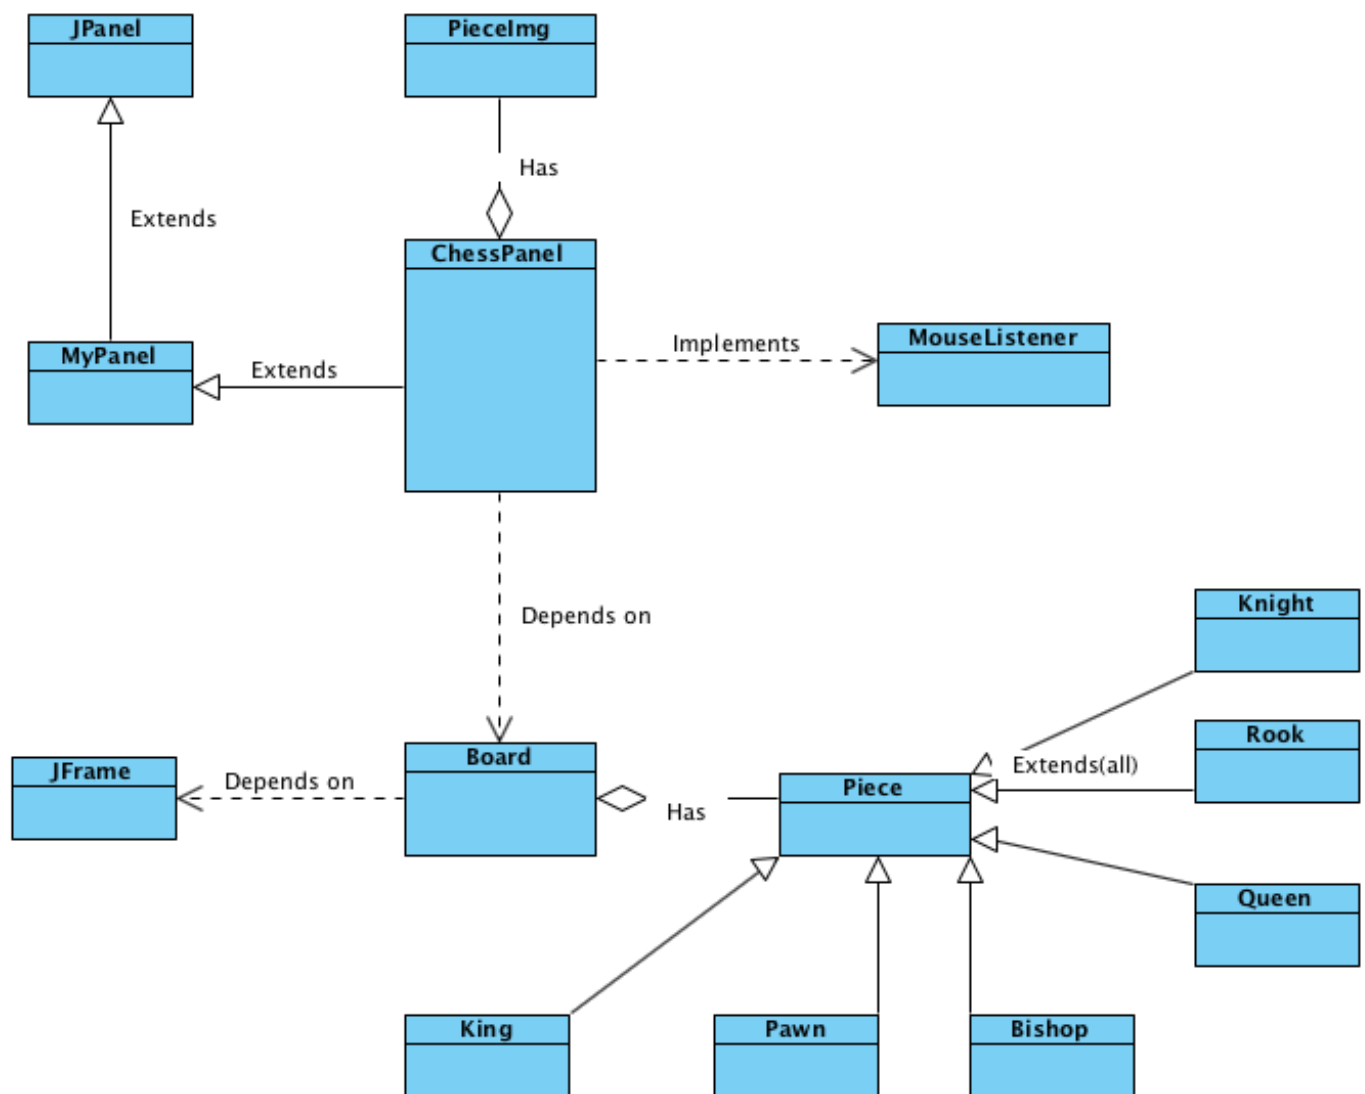 JPanel
PieceImg
Has
Extends
ChessPanel
MouseListener
Implements
MyPanel
Extends
Depends on
Knight
Rook
Board
JFrame
Depends on
Extends(all)
Piece
Has
Queen
King
Pawn
Bishop